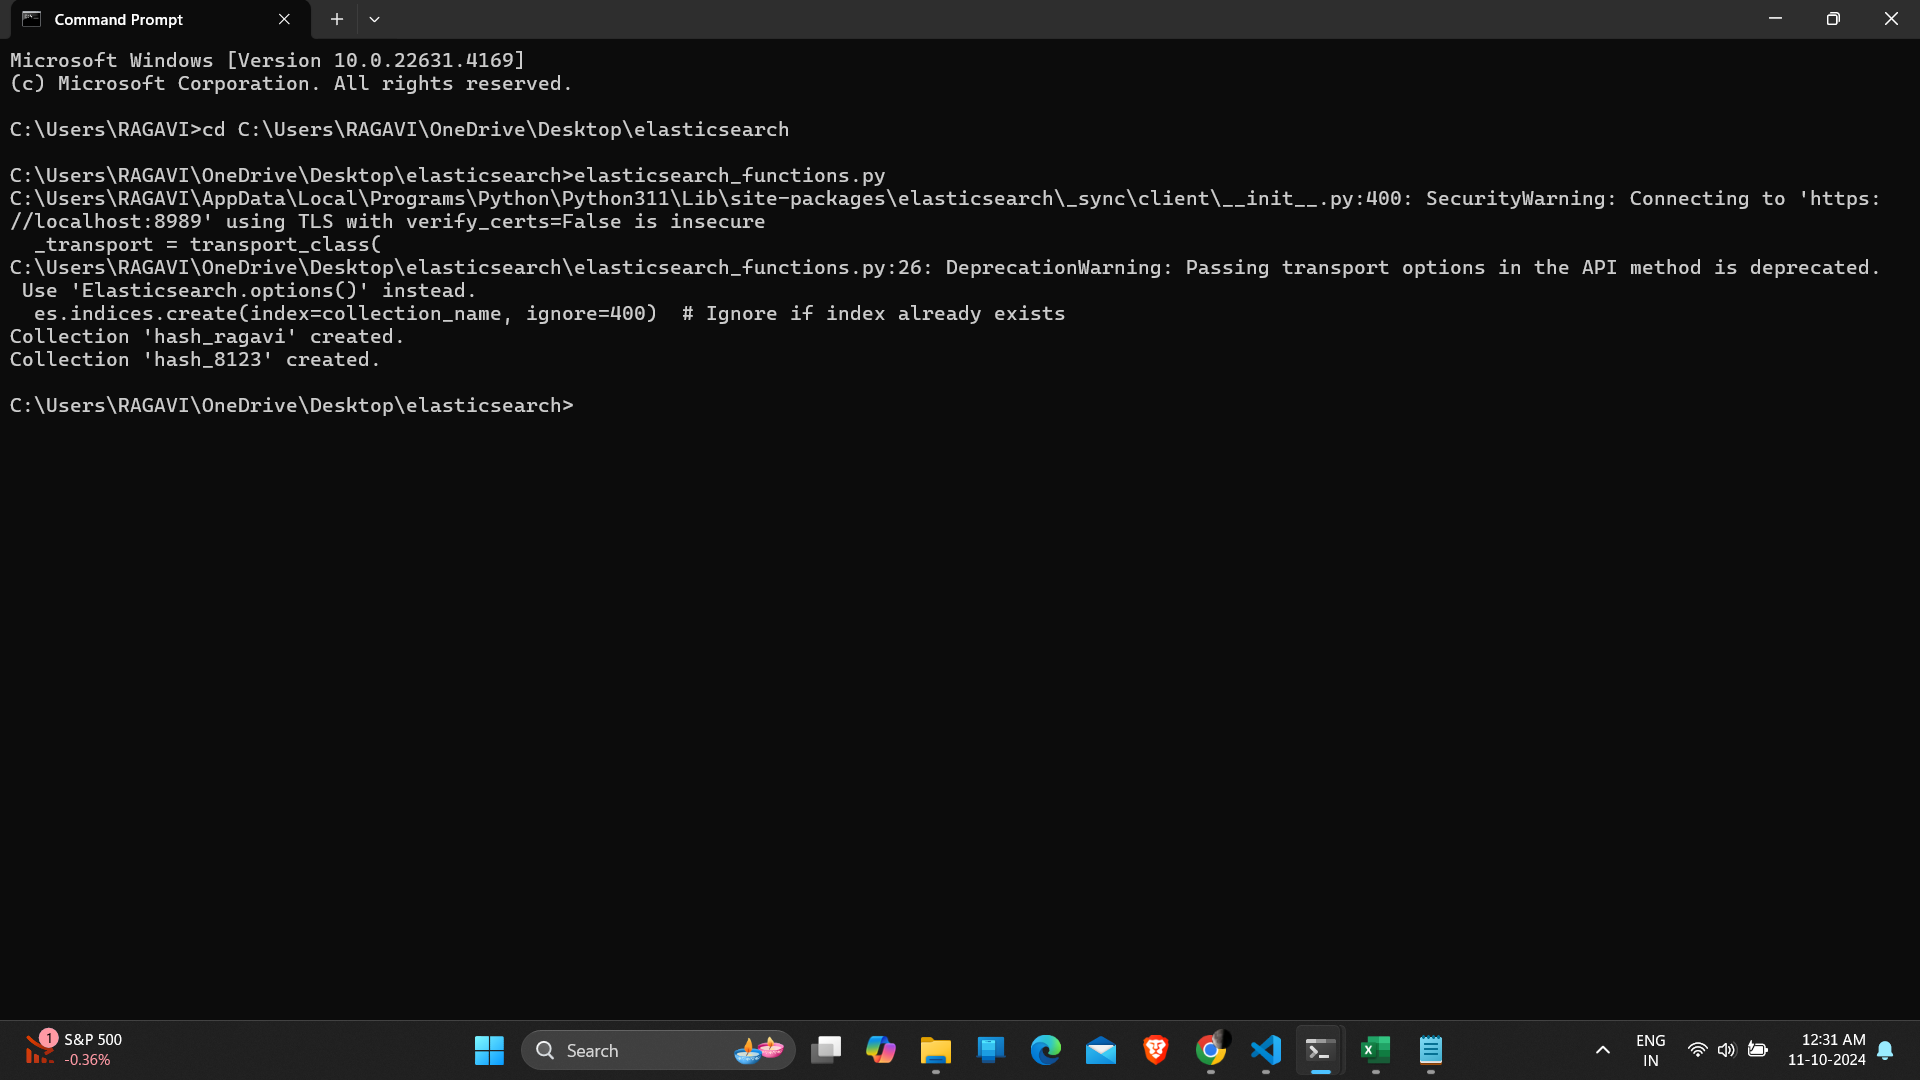 Command Prompt
Microsoft Windows [Version 10.0.22631.4169]
(c) Microsoft Corporation. All rights reserved.
C:\Users\RAGAVI>cd C:\Users\RAGAVI\OneDrive\Desktop\elasticsearch
C:\Users\RAGAVI\OneDrive\Desktop\elasticsearch>elasticsearch_functions.py
C:\Users\RAGAVI\AppData\Local\Programs\Python\Python311\Lib\site-packages\elasticsearch\_sync\client\__init__.py:400: SecurityWarning: Connecting to 'https:
//localhost:8989' using TLS with verify_certs=False is insecure
  _transport = transport_class(
C:\Users\RAGAVI\OneDrive\Desktop\elasticsearch\elasticsearch_functions.py:26: DeprecationWarning: Passing transport options in the API method is deprecated.
 Use 'Elasticsearch.options()' instead.
  es.indices.create(index=collection_name, ignore=400)  # Ignore if index already exists
Collection 'hash_ragavi' created.
Collection 'hash_8123' created.
C:\Users\RAGAVI\OneDrive\Desktop\elasticsearch>
1
S&P 500
-0.36%
Search
ENG
IN
12:31 AM
11-10-2024